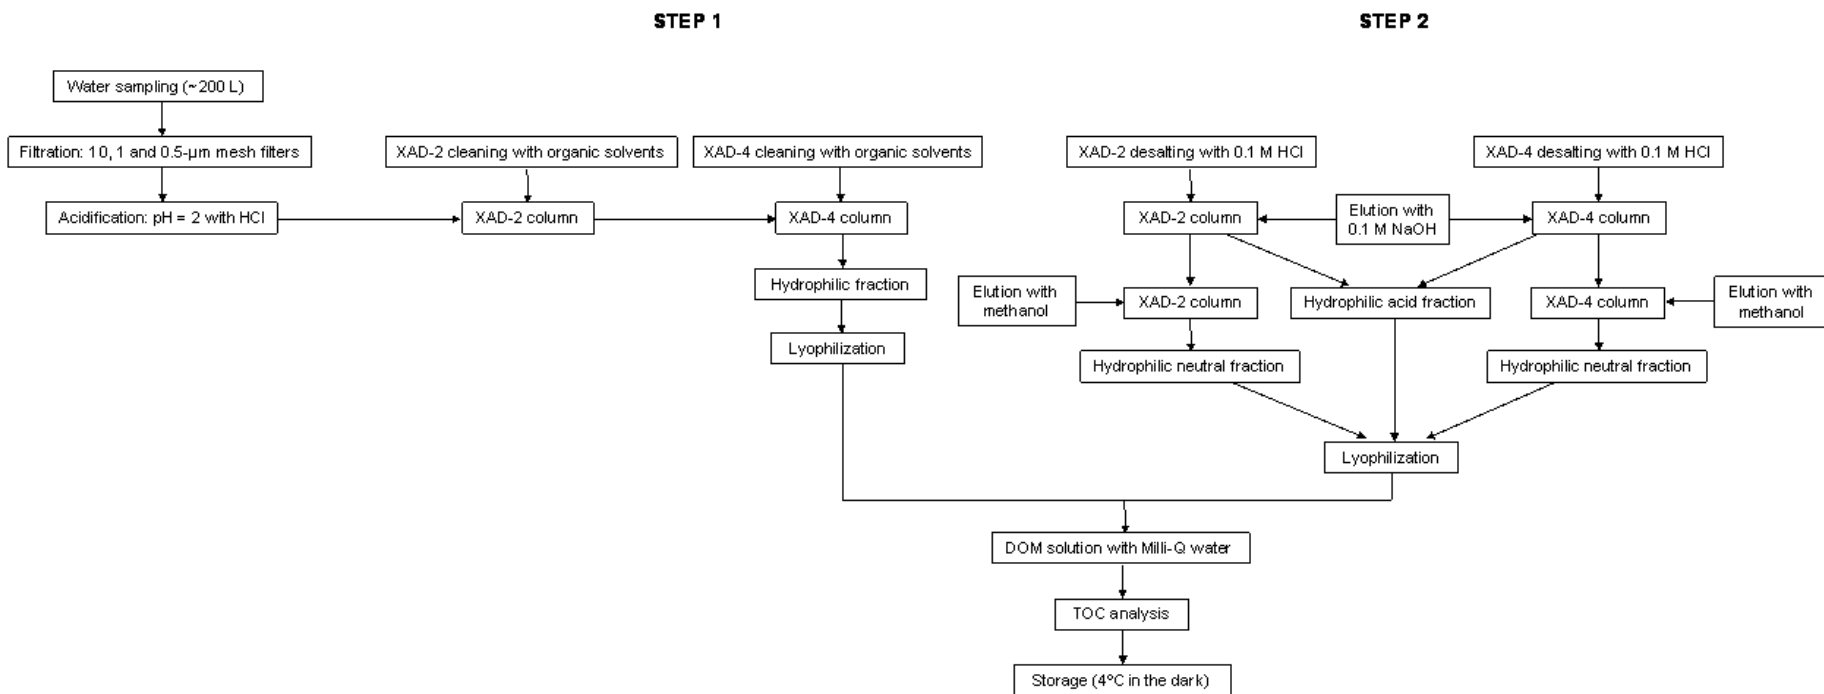 STEP 1
STEP 2
Water sampling (~200 L)
Filtration: 10, 1 and 0.5-µm mesh filters
XAD-2 cleaning with organic solvents
XAD-4 cleaning with organic solvents
XAD-2 desalting with 0.1 M HCl
XAD-4 desalting with 0.1 M HCl
Acidification: pH = 2 with HCl
XAD-2 column
XAD-4 column
XAD-2 column
Elution with
0.1 M NaOH
XAD-4 column
Hydrophilic fraction
Elution with
methanol
XAD-2 column
Hydrophilic acid fraction
XAD-4 column
Elution with
methanol
Lyophilization
Hydrophilic neutral fraction
Hydrophilic neutral fraction
Lyophilization
DOM solution with Milli-Q water
TOC analysis
Storage (4ºC in the dark)